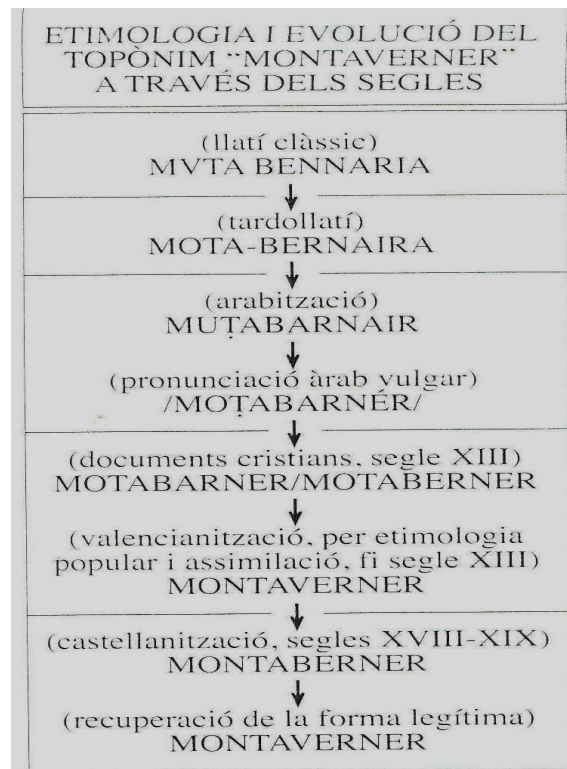 ETIMOLOGIA I EVOLUCIÓ DEL
TOPÒNIM "MONTAVERNER"
A TRAVÉS DELS SEGLES
(llatí clàssic)
MVTA BENNARIA
(tardollatí)
MOTA-BERNAIRA
(arabització)
MUṬABARNAIR
(pronunciació àrab vulgar)
/MOṬABARNÉR/
(documents cristians, segle XIII)
MOTABARNER/MOTABERNER
(valencianització, per etimologia
popular i assimilació, fi segle XIII)
MONTAVERNER
(castellanització, segles XVIII-XIX)
MONTABERNER
(recuperació de la forma legítima)
MONTAVERNER